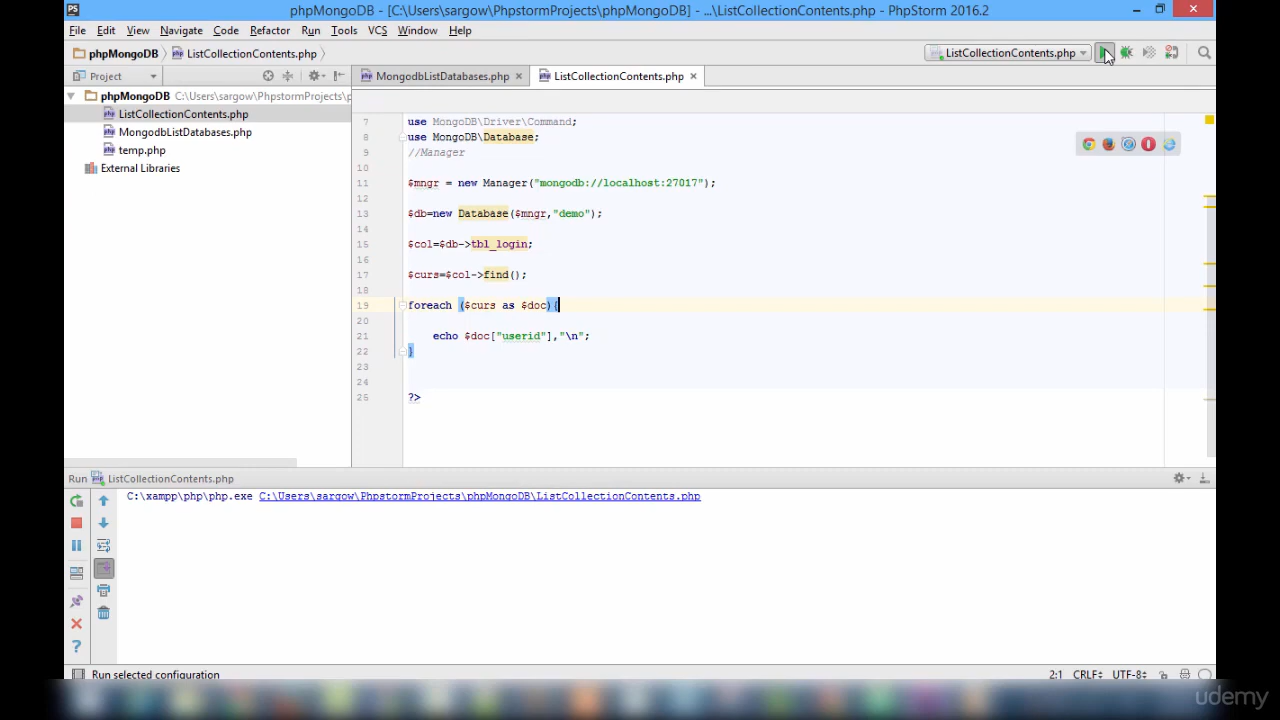 PS
phpMongoDB - [C:\Users\sargow\PhpstormProjects\phpMongoDB] - ...\ListCollectionContents.php - PhpStorm 2016.2
File Edit View Navigate Code Refactor Run Tools VCS Window Help
phpMongoDB ListCollectionContents.php
ListCollectionContents.php
Project
MongodbListDatabases.php
ListCollectionContents.php
phpMongoDB C:\Users\sargow\PhpstormProjects\p
ListCollectionContents.php
MongodbListDatabases.php
temp.php
External Libraries
7 use MongoDB\Driver\Command;
8 use MongoDB\Database;
9 //Manager
10
11 $mngr = new Manager("mongodb://localhost:27017");
12
13 $db=new Database($mngr,"demo");
14
15 $col=$db->tbl_login;
16
17 $curs=$col->find();
18
19 foreach ($curs as $doc){
20
21 echo $doc["userid"],"\n";
22 }
23
24
25 ?>
Run ListCollectionContents.php
C:\xampp\php\php.exe C:\Users\sargow\PhpstormProjects\phpMongoDB\ListCollectionContents.php
Run selected configuration
2:1 CRLF UTF-8
udemy